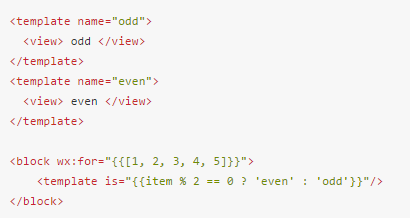 <template name="odd">
  <view> odd </view>
</template>
<template name="even">
  <view> even </view>
</template>

<block wx:for="{{[1, 2, 3, 4, 5]}}">
    <template is="{{item % 2 == 0 ? 'even' : 'odd'}}"/>
</block>